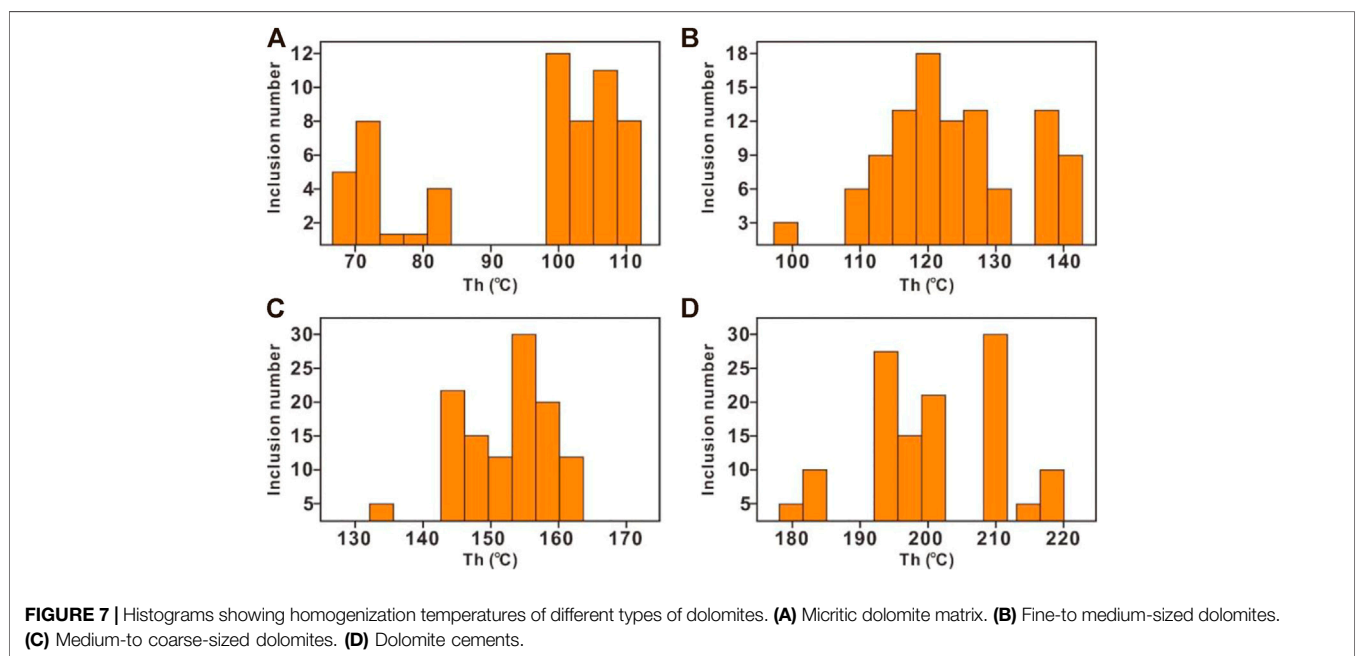 A
Inclusion number
12
10
8
6
4
2
70 80 90 100 110
Th (°C)
B
Inclusion number
18
15
12
9
6
3
100 110 120 130 140
Th (°C)
C
Inclusion number
30
25
20
15
10
5
130 140 150 160 170
Th (°C)
D
Inclusion number
30
25
20
15
10
5
180 190 200 210 220
Th (°C)
FIGURE 7 | Histograms showing homogenization temperatures of different types of dolomites. (A) Micritic dolomite matrix. (B) Fine-to medium-sized dolomites.
(C) Medium-to coarse-sized dolomites. (D) Dolomite cements.